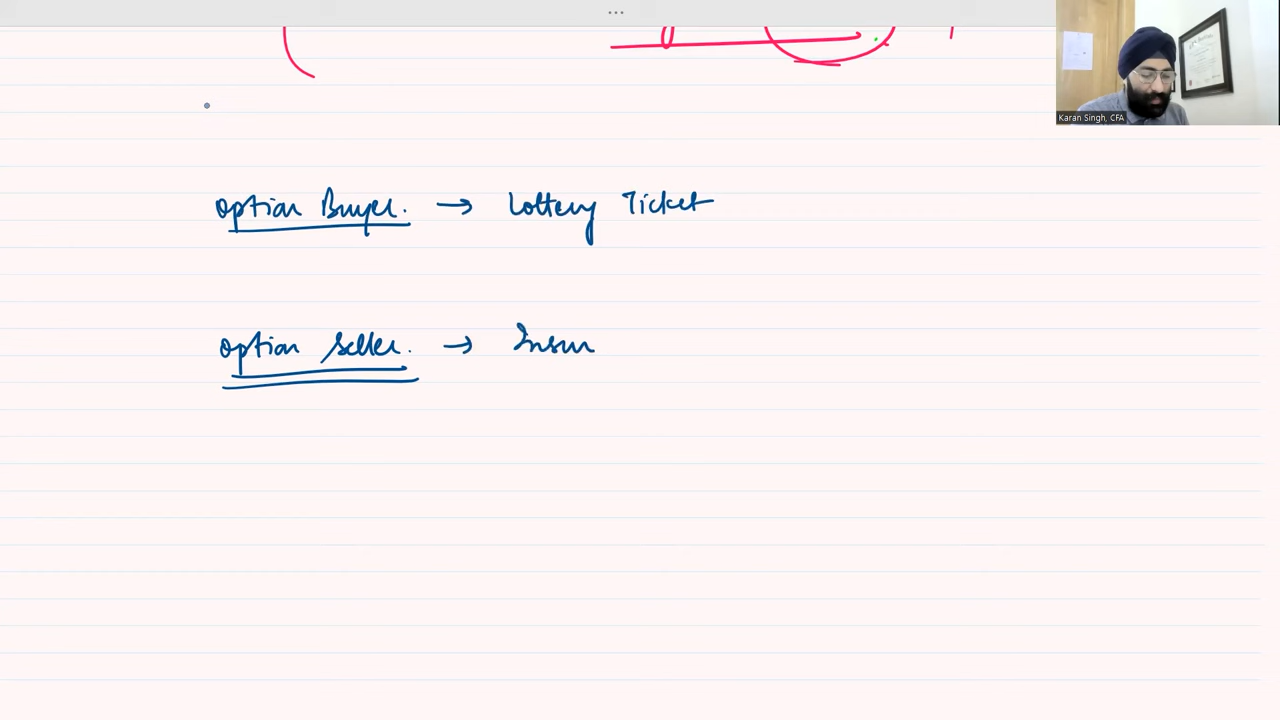 Karan Singh, CFA
Option Buyer. → Lottery Ticket
Option Seller. → Insur